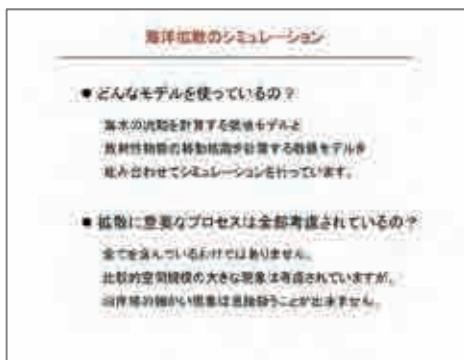 海洋拡散のシミュレーション
● どんなモデルを使っているの？
海水の流動を計算する数値モデルと
放射性物質の移動拡散を計算する数値モデルを
組み合わせてシミュレーションを行っています。
● 拡散に重要なプロセスは全部考慮されているの？
全てを含んでいるわけではありません。
比較的空間規模の大きな現象は考慮されていますが、
の細かい現象は取扱うことが出来ません。